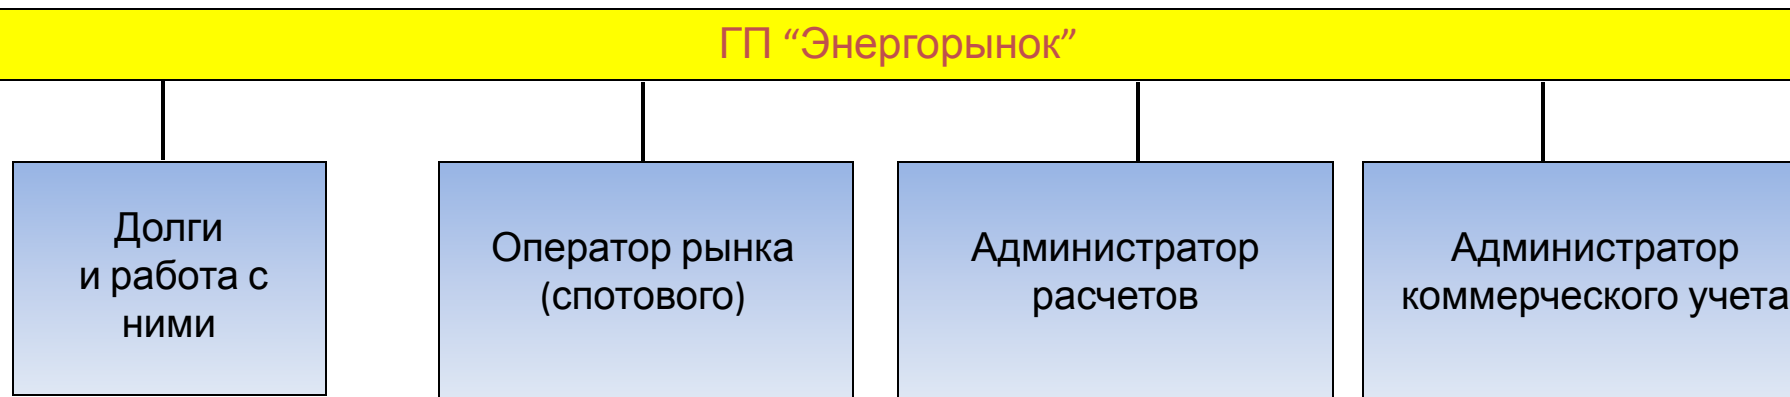 ГП “Энергорынок”
Долги
и работа с
ними
Оператор рынка
(спотового)
Администратор
расчетов
Администратор
коммерческого учета